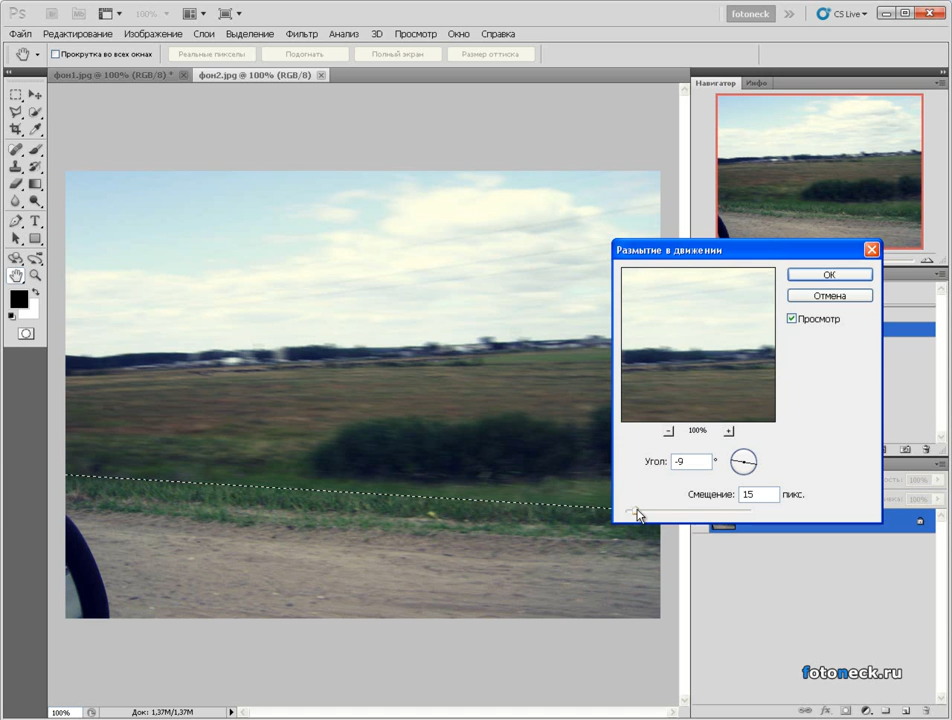 Ps
100%
fotoneck
CS Live
Файл Редактирование Изображение Слои Выделение Фильтр Анализ 3D Просмотр Окно Справка
Прокрутка во всех окнах Реальные пикселы Подогнать Полный экран Размер оттиска
фон1.jpg @ 100% (RGB/8) * фон2.jpg @ 100% (RGB/8)
Навигатор Инфо
Размытие в движении
ОК
Отмена
Просмотр
100%
Угол: -9 °
Смещение: 15 пикс.
100%
100%
fotoneck.ru
100% Док: 1,37M/1,37M